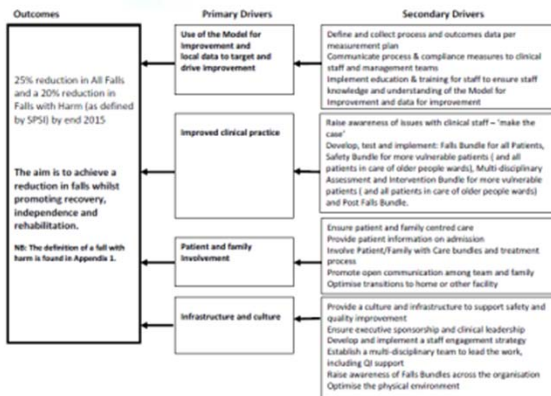 Outcomes
Primary Drivers
Secondary Drivers
25% reduction in All Falls
and a 20% reduction in
Falls with Harm (as defined
by SPSI) by end 2015
The aim is to achieve a
reduction in falls whilst
promoting recovery,
independence and
rehabilitation.
NB: The definition of a fall with
harm is found in Appendix 1.
Use of the Model for
Improvement and
local data to target and
drive improvement
Define and collect process and outcomes data per
measurement plan
Communicate process & compliance measures to clinical
staff and management teams
Implement education & training for staff to ensure staff
knowledge and understanding of the Model for
Improvement and data for improvement
Improved clinical practice
Raise awareness of issues with clinical staff – 'make the
case'
Develop, test and implement: Falls Bundle for all Patients,
Safety Bundle for more vulnerable patients ( and all
patients in care of older people wards), Multi-disciplinary
Assessment and Intervention Bundle for more vulnerable
patients ( and all patients in care of older people wards)
and Post Falls Bundle.
Patient and family
Involvement
Ensure patient and family centred care
Provide patient information on admission
Involve Patient/Family with Care bundles and treatment
process
Promote open communication among team and family
Optimise transitions to home or other facility
Infrastructure and culture
Provide a culture and infrastructure to support safety and
quality improvement
Ensure executive sponsorship and clinical leadership
Develop and implement a staff engagement strategy
Establish a multi-disciplinary team to lead the work,
including QI support
Raise awareness of Falls Bundles across the organisation
Optimise the physical environment